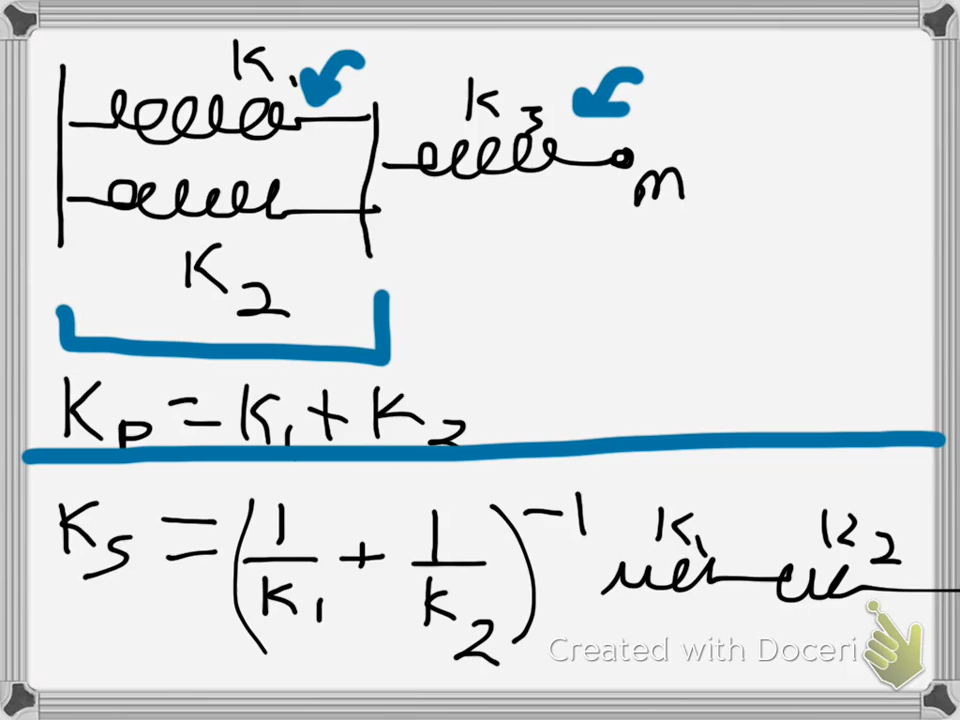 K1
K3
m
K2
Kp = K1 + K2
Ks = (1/K1 + 1/K2)^-1
K1 K2
Created with Doceri